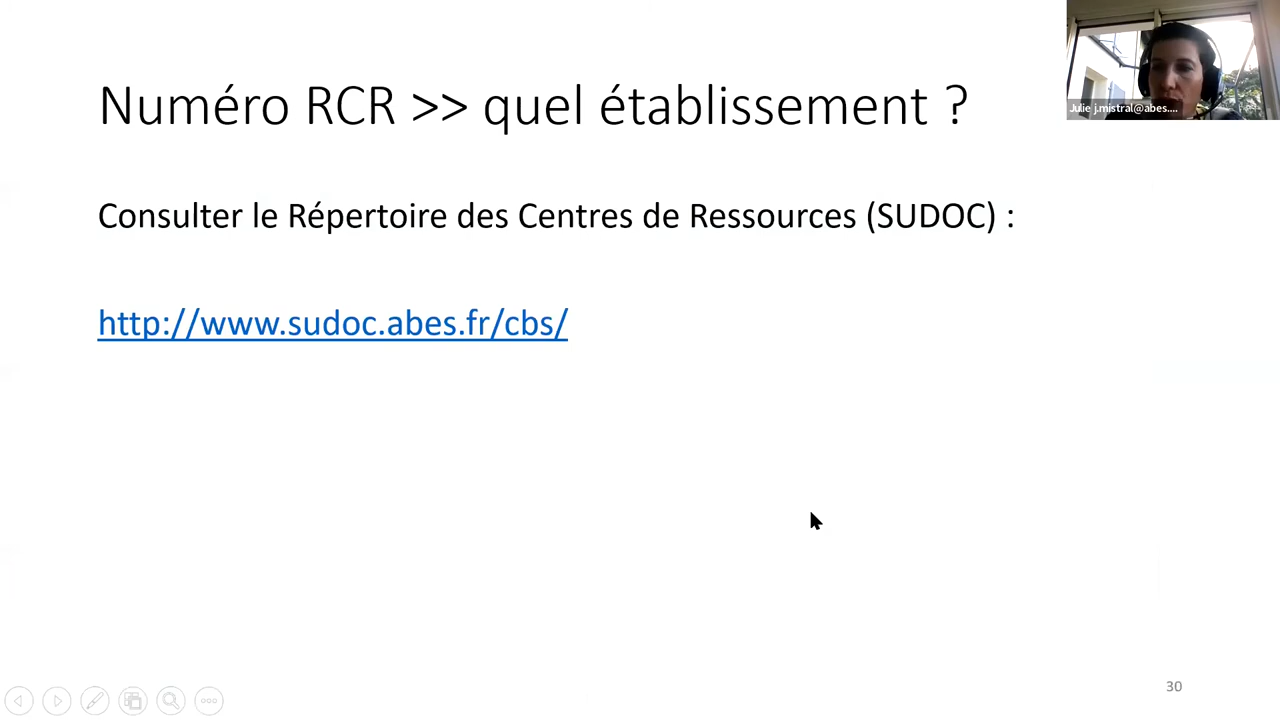 Numéro RCR >> quel établissement ?
Julie j.mistral@abes....
Consulter le Répertoire des Centres de Ressources (SUDOC) :
http://www.sudoc.abes.fr/cbs/
30